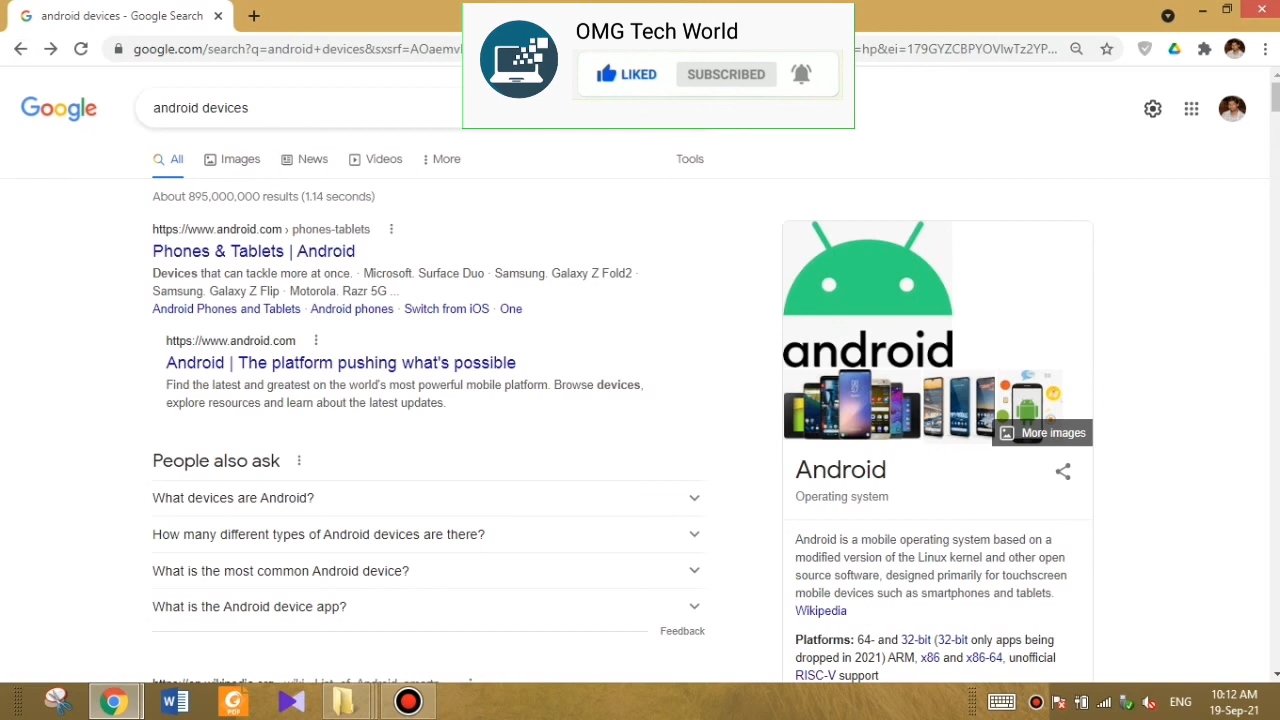 android devices - Google Search
OMG Tech World
LIKED
SUBSCRIBED
google.com/search?q=android+devices&sxsrf=AOaemv
=hp&ei=179GYZCBPYOVlwTz2YP...
Google
android devices
All
Images
News
Videos
More
Tools
About 895,000,000 results (1.14 seconds)
https://www.android.com › phones-tablets
Phones & Tablets | Android
Devices that can tackle more at once. · Microsoft. Surface Duo · Samsung. Galaxy Z Fold2 ·
Samsung. Galaxy Z Flip · Motorola. Razr 5G ...
Android Phones and Tablets · Android phones · Switch from iOS · One
https://www.android.com
Android | The platform pushing what's possible
Find the latest and greatest on the world's most powerful mobile platform. Browse devices,
explore resources and learn about the latest updates.
People also ask
What devices are Android?
How many different types of Android devices are there?
What is the most common Android device?
What is the Android device app?
Feedback
android
More images
Android
Operating system
Android is a mobile operating system based on a
modified version of the Linux kernel and other open
source software, designed primarily for touchscreen
mobile devices such as smartphones and tablets.
Wikipedia
Platforms: 64- and 32-bit (32-bit only apps being
dropped in 2021) ARM, x86 and x86-64, unofficial
RISC-V support
PDF
ENG
10:12 AM
19-Sep-21